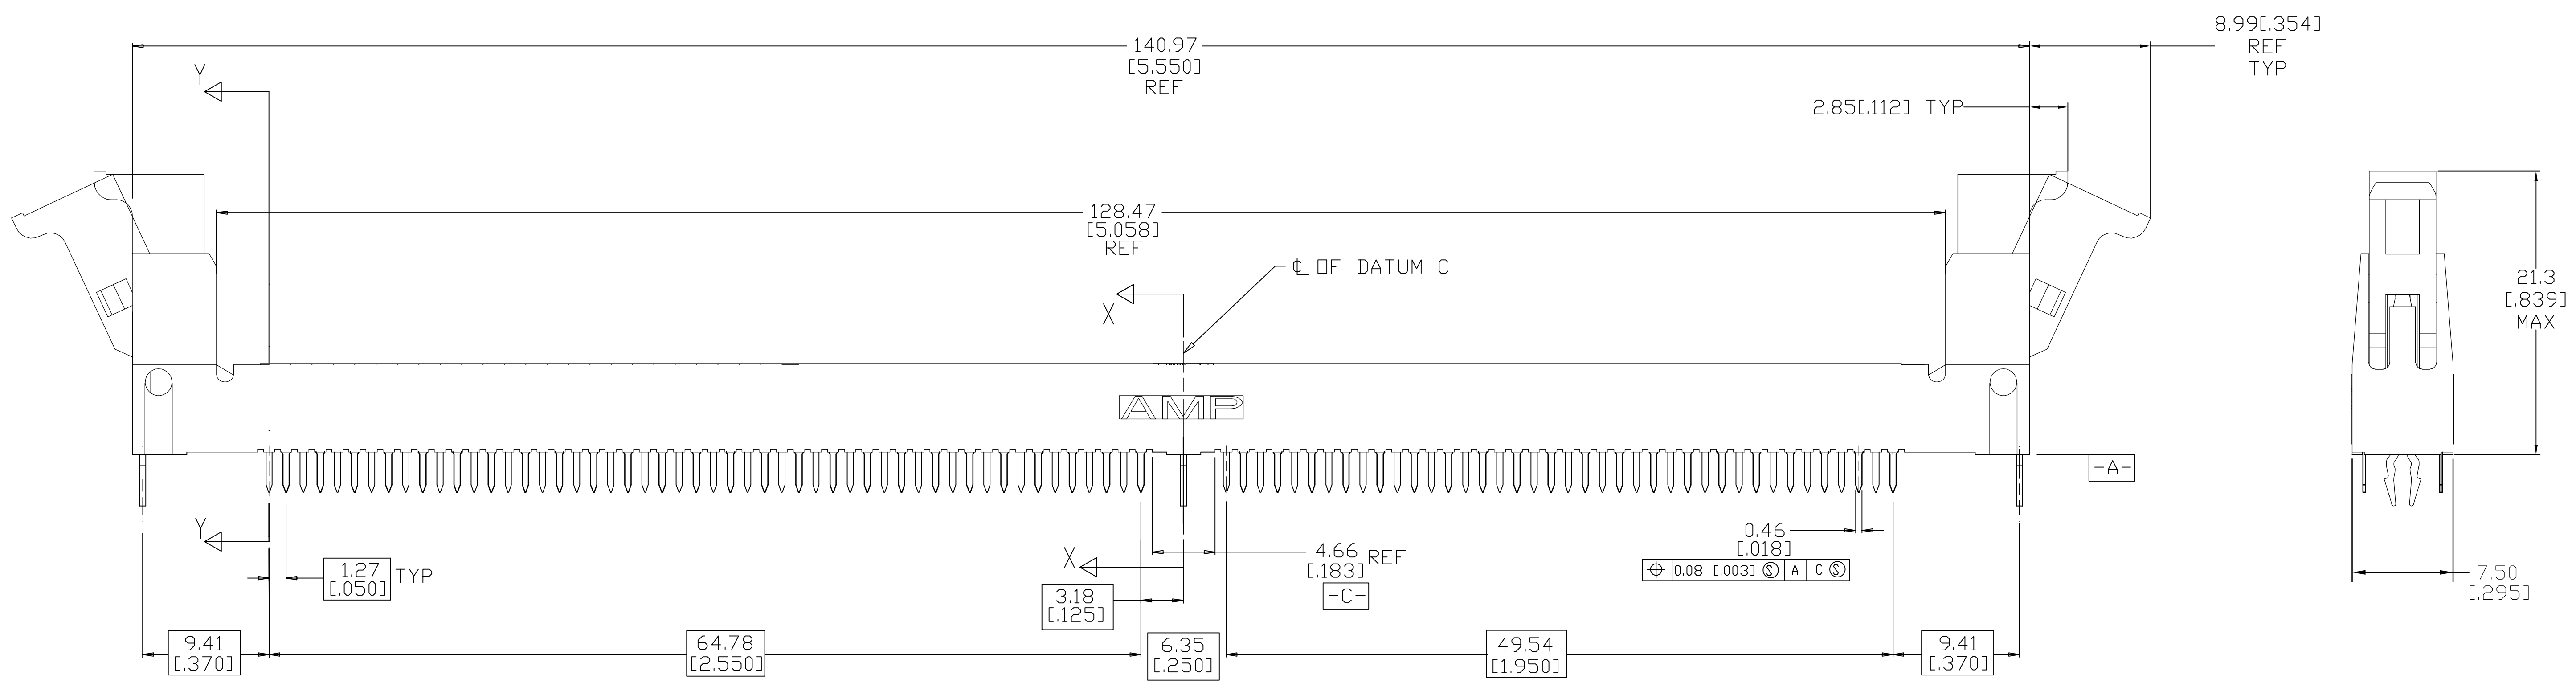 140.97
[5.550]
REF
8.99[.354]
REF
TYP
Y
2.85[.112] TYP
128.47
[5.058]
REF
℄ OF DATUM C
X
21.3
[.839]
MAX
AMP
-A-
Y
X
1.27
[.050]
TYP
4.66
[.183]
REF
-C-
3.18
[.125]
0.46
[.018]
⌖ 0.08 [.003] Ⓢ A C Ⓢ
7.50
[.295]
9.41
[.370]
64.78
[2.550]
6.35
[.250]
49.54
[1.950]
9.41
[.370]